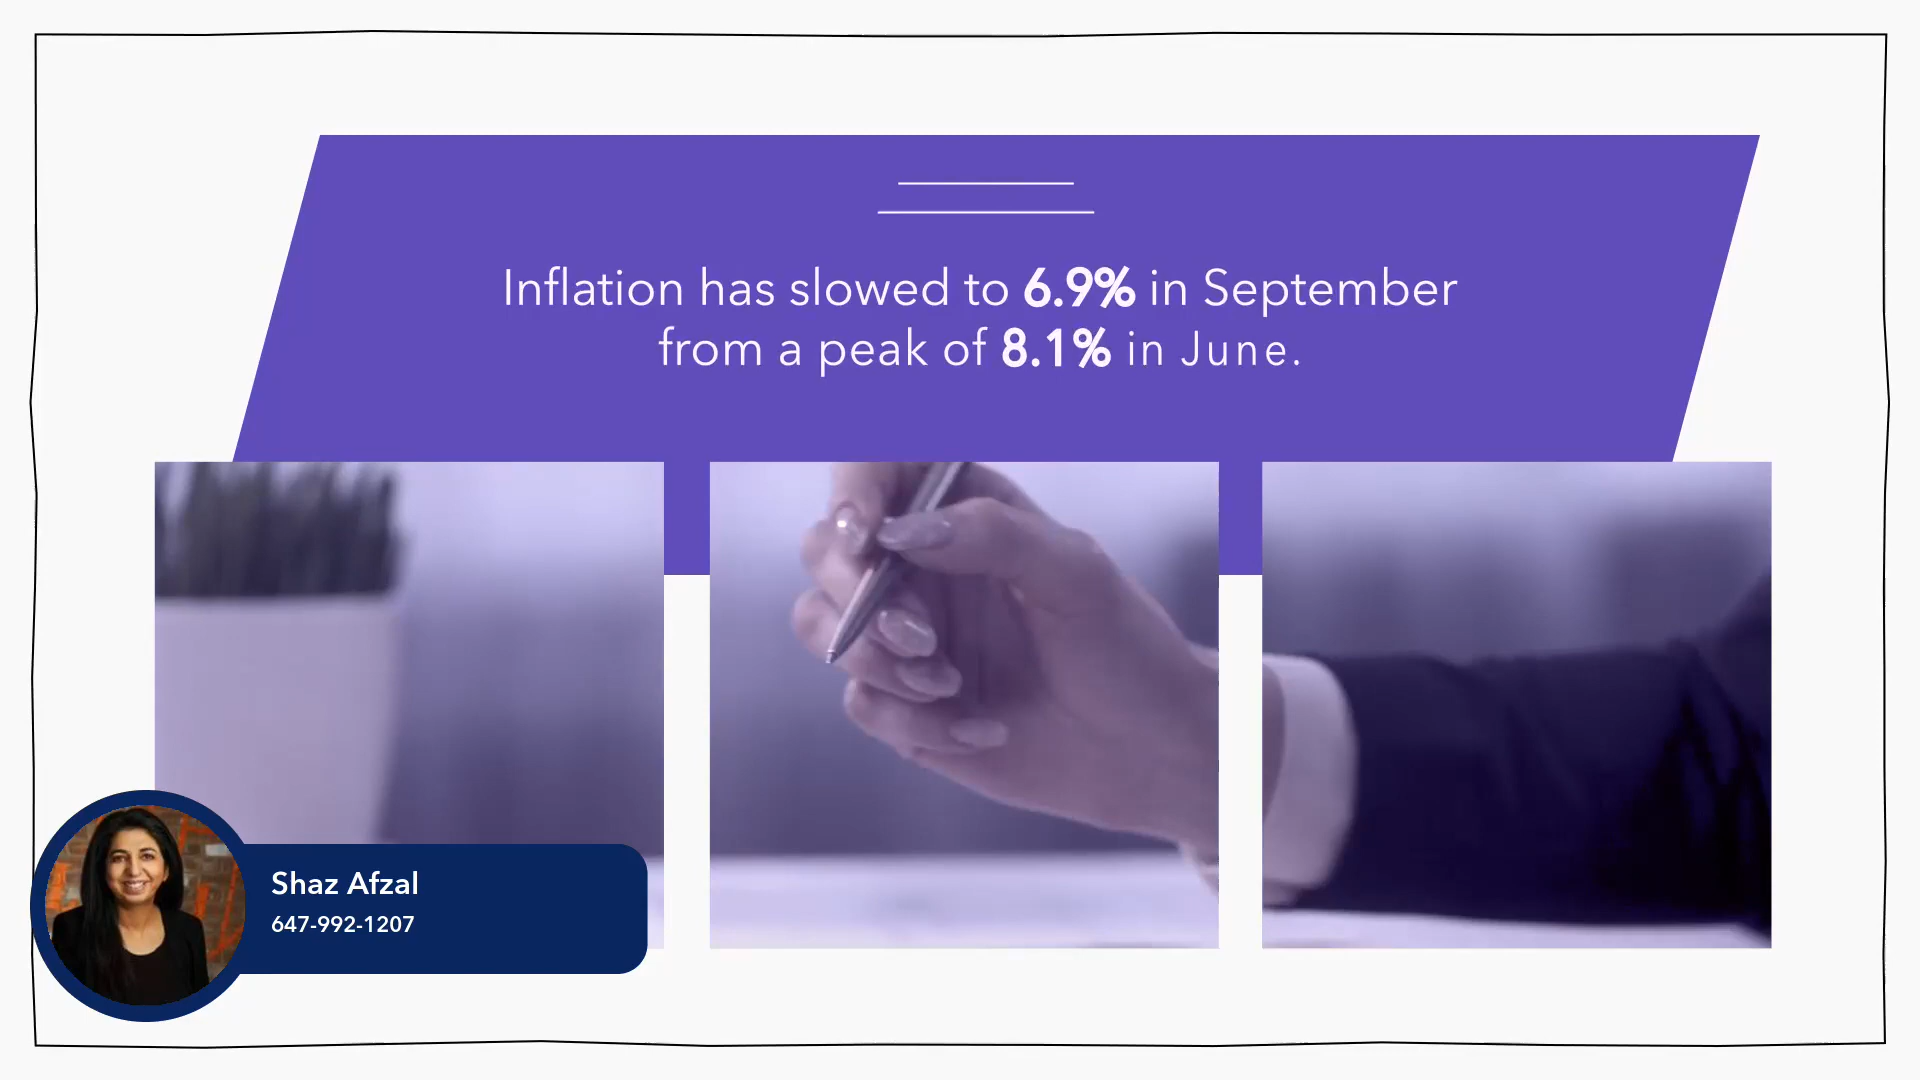 Inflation has slowed to 6.9% in September
from a peak of 8.1% in June.
Shaz Afzal
647-992-1207